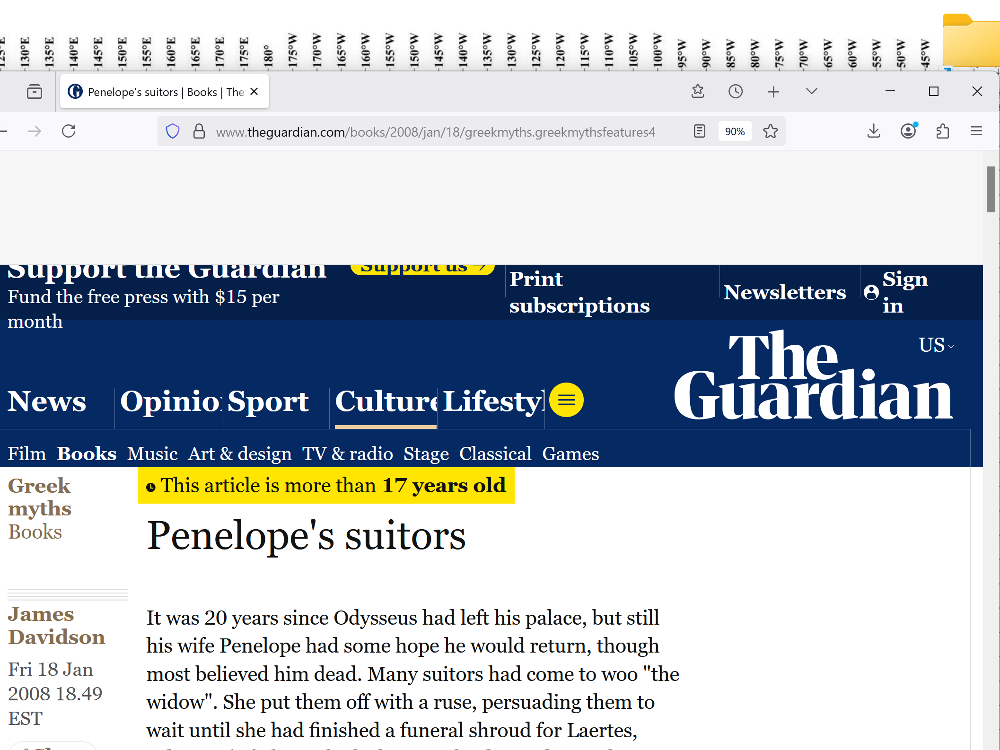 130°E 135°E 140°E 145°E 150°E 155°E 160°E 165°E 170°E 175°E 180° 175°W 170°W 165°W 160°W 155°W 150°W 145°W 140°W 135°W 130°W 125°W 120°W 115°W 110°W 105°W 100°W 95°W 90°W 85°W 80°W 75°W 70°W 65°W 60°W 55°W 50°W 45°W
Penelope's suitors | Books | The
www.theguardian.com/books/2008/jan/18/greekmyths.greekmythsfeatures4 90%
Support the Guardian
Fund the free press with $15 per
month
Support us →
Print
subscriptions
Newsletters
Sign
in
US
The
Guardian
News Opinio Sport Culture Lifestyl
Film Books Music Art & design TV & radio Stage Classical Games
Greek
myths
Books
This article is more than 17 years old
Penelope's suitors
James
Davidson
Fri 18 Jan
2008 18.49
EST
It was 20 years since Odysseus had left his palace, but still
his wife Penelope had some hope he would return, though
most believed him dead. Many suitors had come to woo "the
widow". She put them off with a ruse, persuading them to
wait until she had finished a funeral shroud for Laertes,